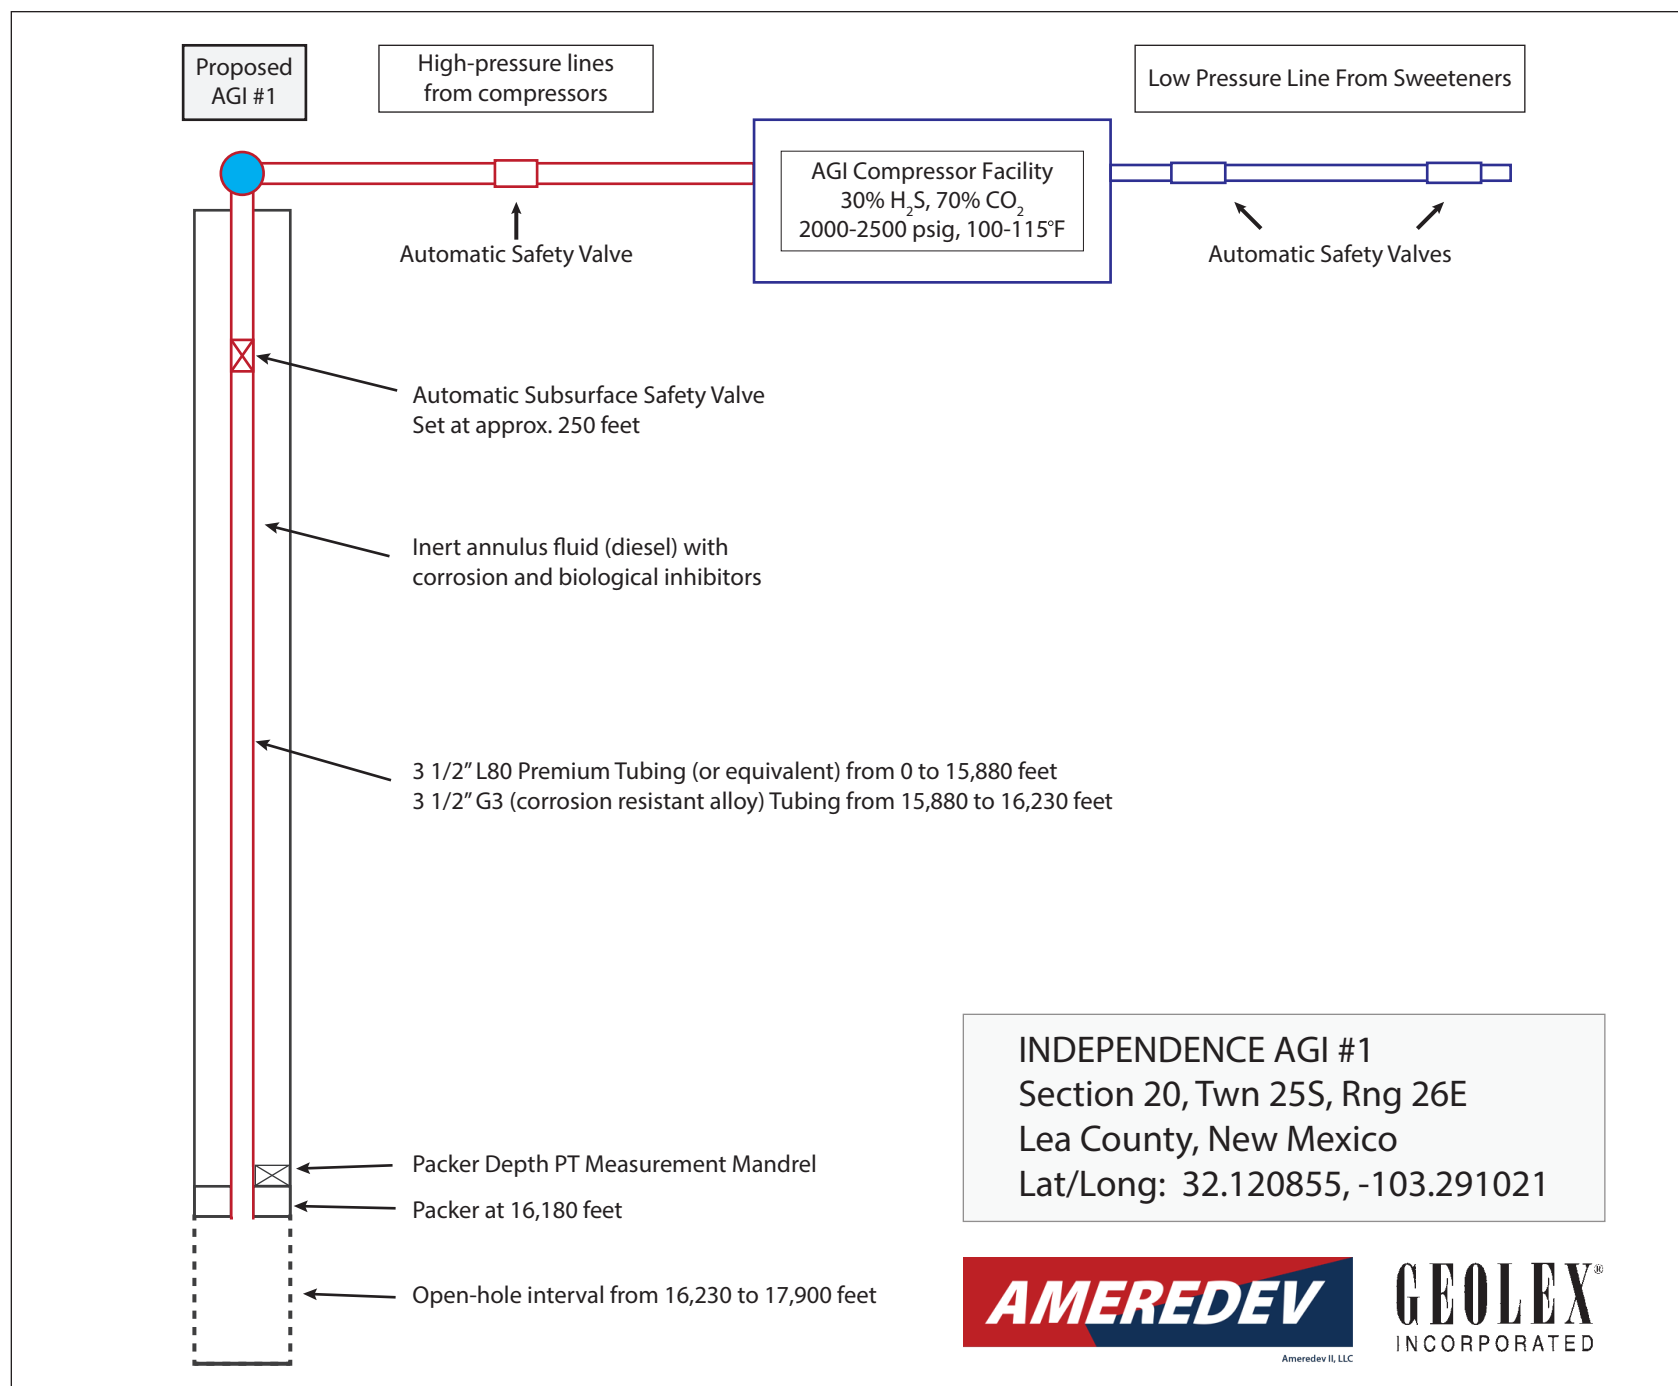 Proposed
AGI #1
High-pressure lines
from compressors
Low Pressure Line From Sweeteners
AGI Compressor Facility
30% H2S, 70% CO2
2000-2500 psig, 100-115°F
Automatic Safety Valve
Automatic Safety Valves
Automatic Subsurface Safety Valve
Set at approx. 250 feet
Inert annulus fluid (diesel) with
corrosion and biological inhibitors
3 1/2” L80 Premium Tubing (or equivalent) from 0 to 15,880 feet
3 1/2” G3 (corrosion resistant alloy) Tubing from 15,880 to 16,230 feet
Packer Depth PT Measurement Mandrel
Packer at 16,180 feet
Open-hole interval from 16,230 to 17,900 feet
INDEPENDENCE AGI #1
Section 20, Twn 25S, Rng 26E
Lea County, New Mexico
Lat/Long: 32.120855, -103.291021
AMEREDEV
Ameredev II, LLC
GEOLEX®
INCORPORATED